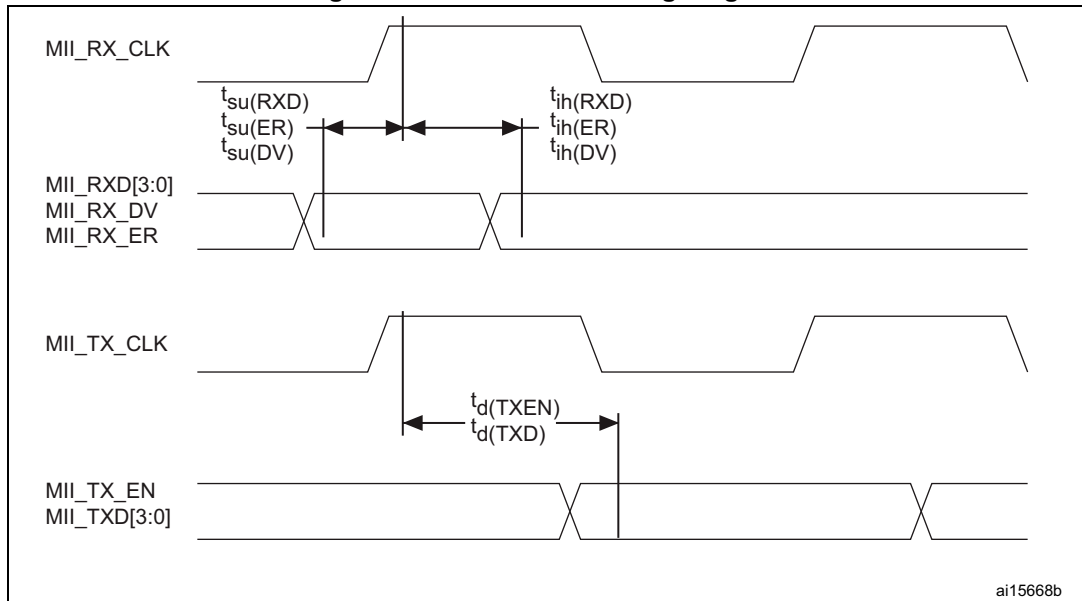 MII_RX_CLK
tsu(RXD)
tsu(ER)
tsu(DV)
tih(RXD)
tih(ER)
tih(DV)
MII_RXD[3:0]
MII_RX_DV
MII_RX_ER
MII_TX_CLK
td(TXEN)
td(TXD)
MII_TX_EN
MII_TXD[3:0]
ai15668b